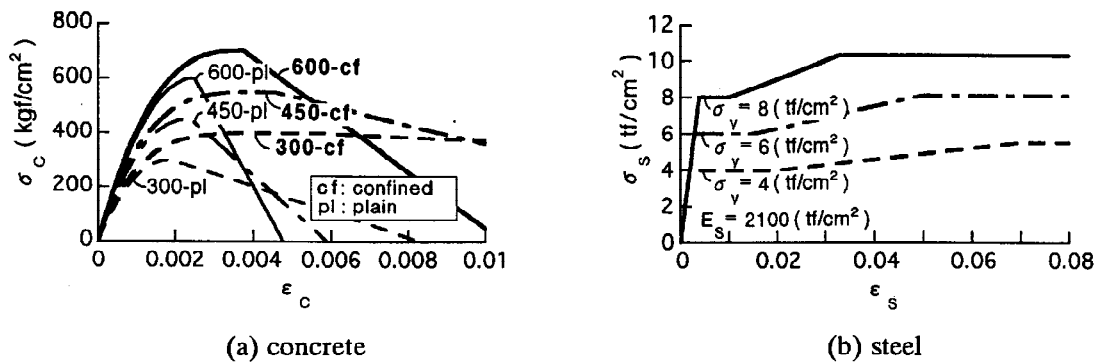 800
600
400
200
0
σc ( kgf/cm² )
600-pl
600-cf
450-pl
450-cf
300-cf
300-pl
cf : confined
pl : plain
0 0.002 0.004 0.006 0.008 0.01
εc
(a) concrete
12
10
8
6
4
2
0
σs ( tf/cm² )
σy = 8 ( tf/cm² )
σy = 6 ( tf/cm² )
σy = 4 ( tf/cm² )
Es = 2100 ( tf/cm² )
0 0.02 0.04 0.06 0.08
εs
(b) steel